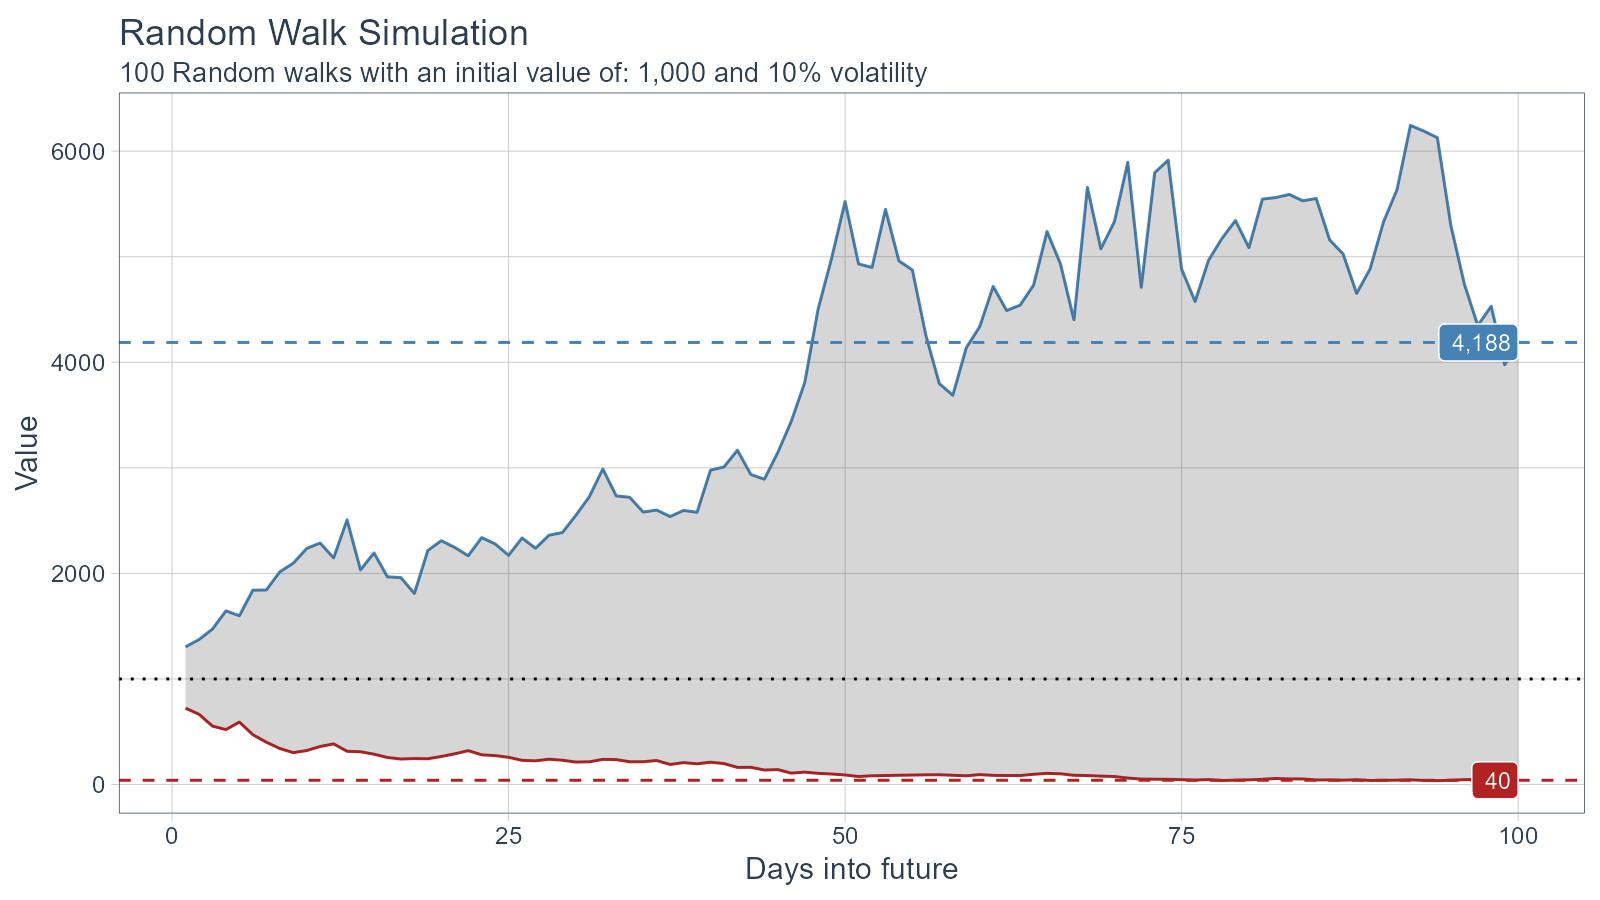 Random Walk Simulation
100 Random walks with an initial value of: 1,000 and 10% volatility
Value
6000
4000
2000
0
4,188
40
0 25 50 75 100
Days into future